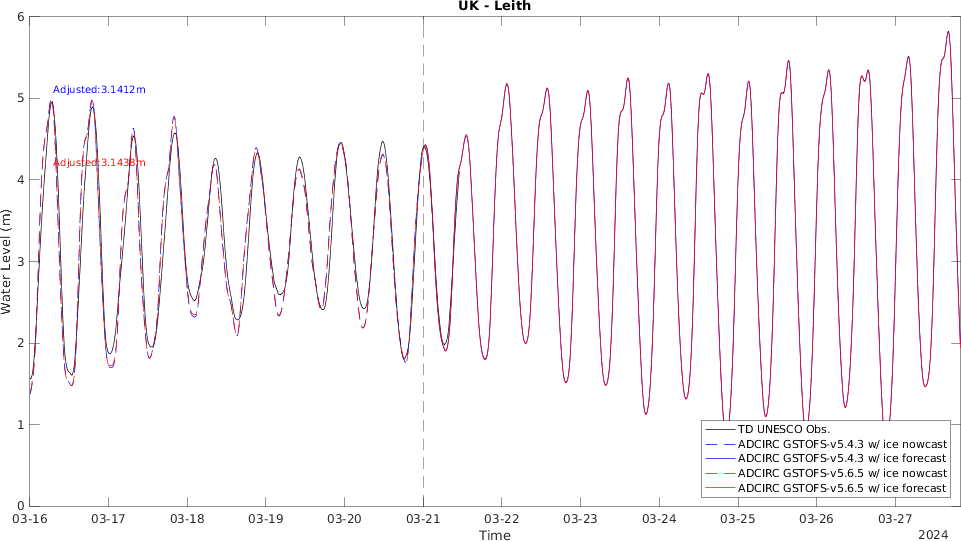 UK - Leith
6
5
4
3
2
1
0
Water Level (m)
Adjusted:3.1412m
Adjusted:3.1438m
TD UNESCO Obs.
ADCIRC GSTOFS-v5.4.3 w/ ice nowcast
ADCIRC GSTOFS-v5.4.3 w/ ice forecast
ADCIRC GSTOFS-v5.6.5 w/ ice nowcast
ADCIRC GSTOFS-v5.6.5 w/ ice forecast
03-16 03-17 03-18 03-19 03-20 03-21 03-22 03-23 03-24 03-25 03-26 03-27
Time
2024